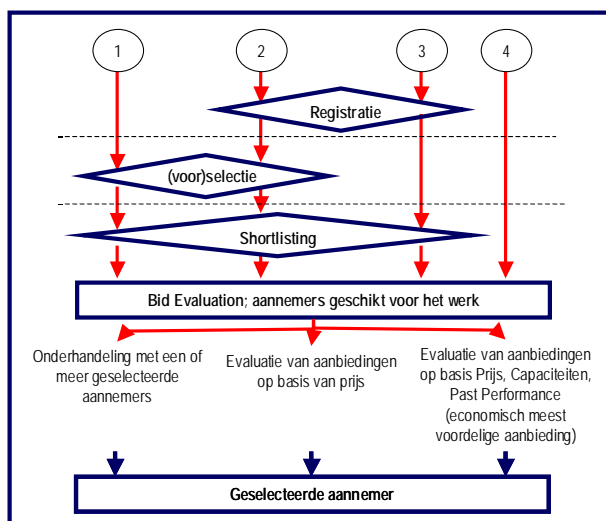 1
2
3
4
Registratie
(voor)selectie
Shortlisting
Bid Evaluation; aannemers geschikt voor het werk
Onderhandeling met een of
meer geselecteerde
aannemers
Evaluatie van aanbiedingen
op basis van prijs
Evaluatie van aanbiedingen
op basis Prijs, Capaciteiten,
Past Performance
(economisch meest
voordelige aanbieding)
Geselecteerde aannemer